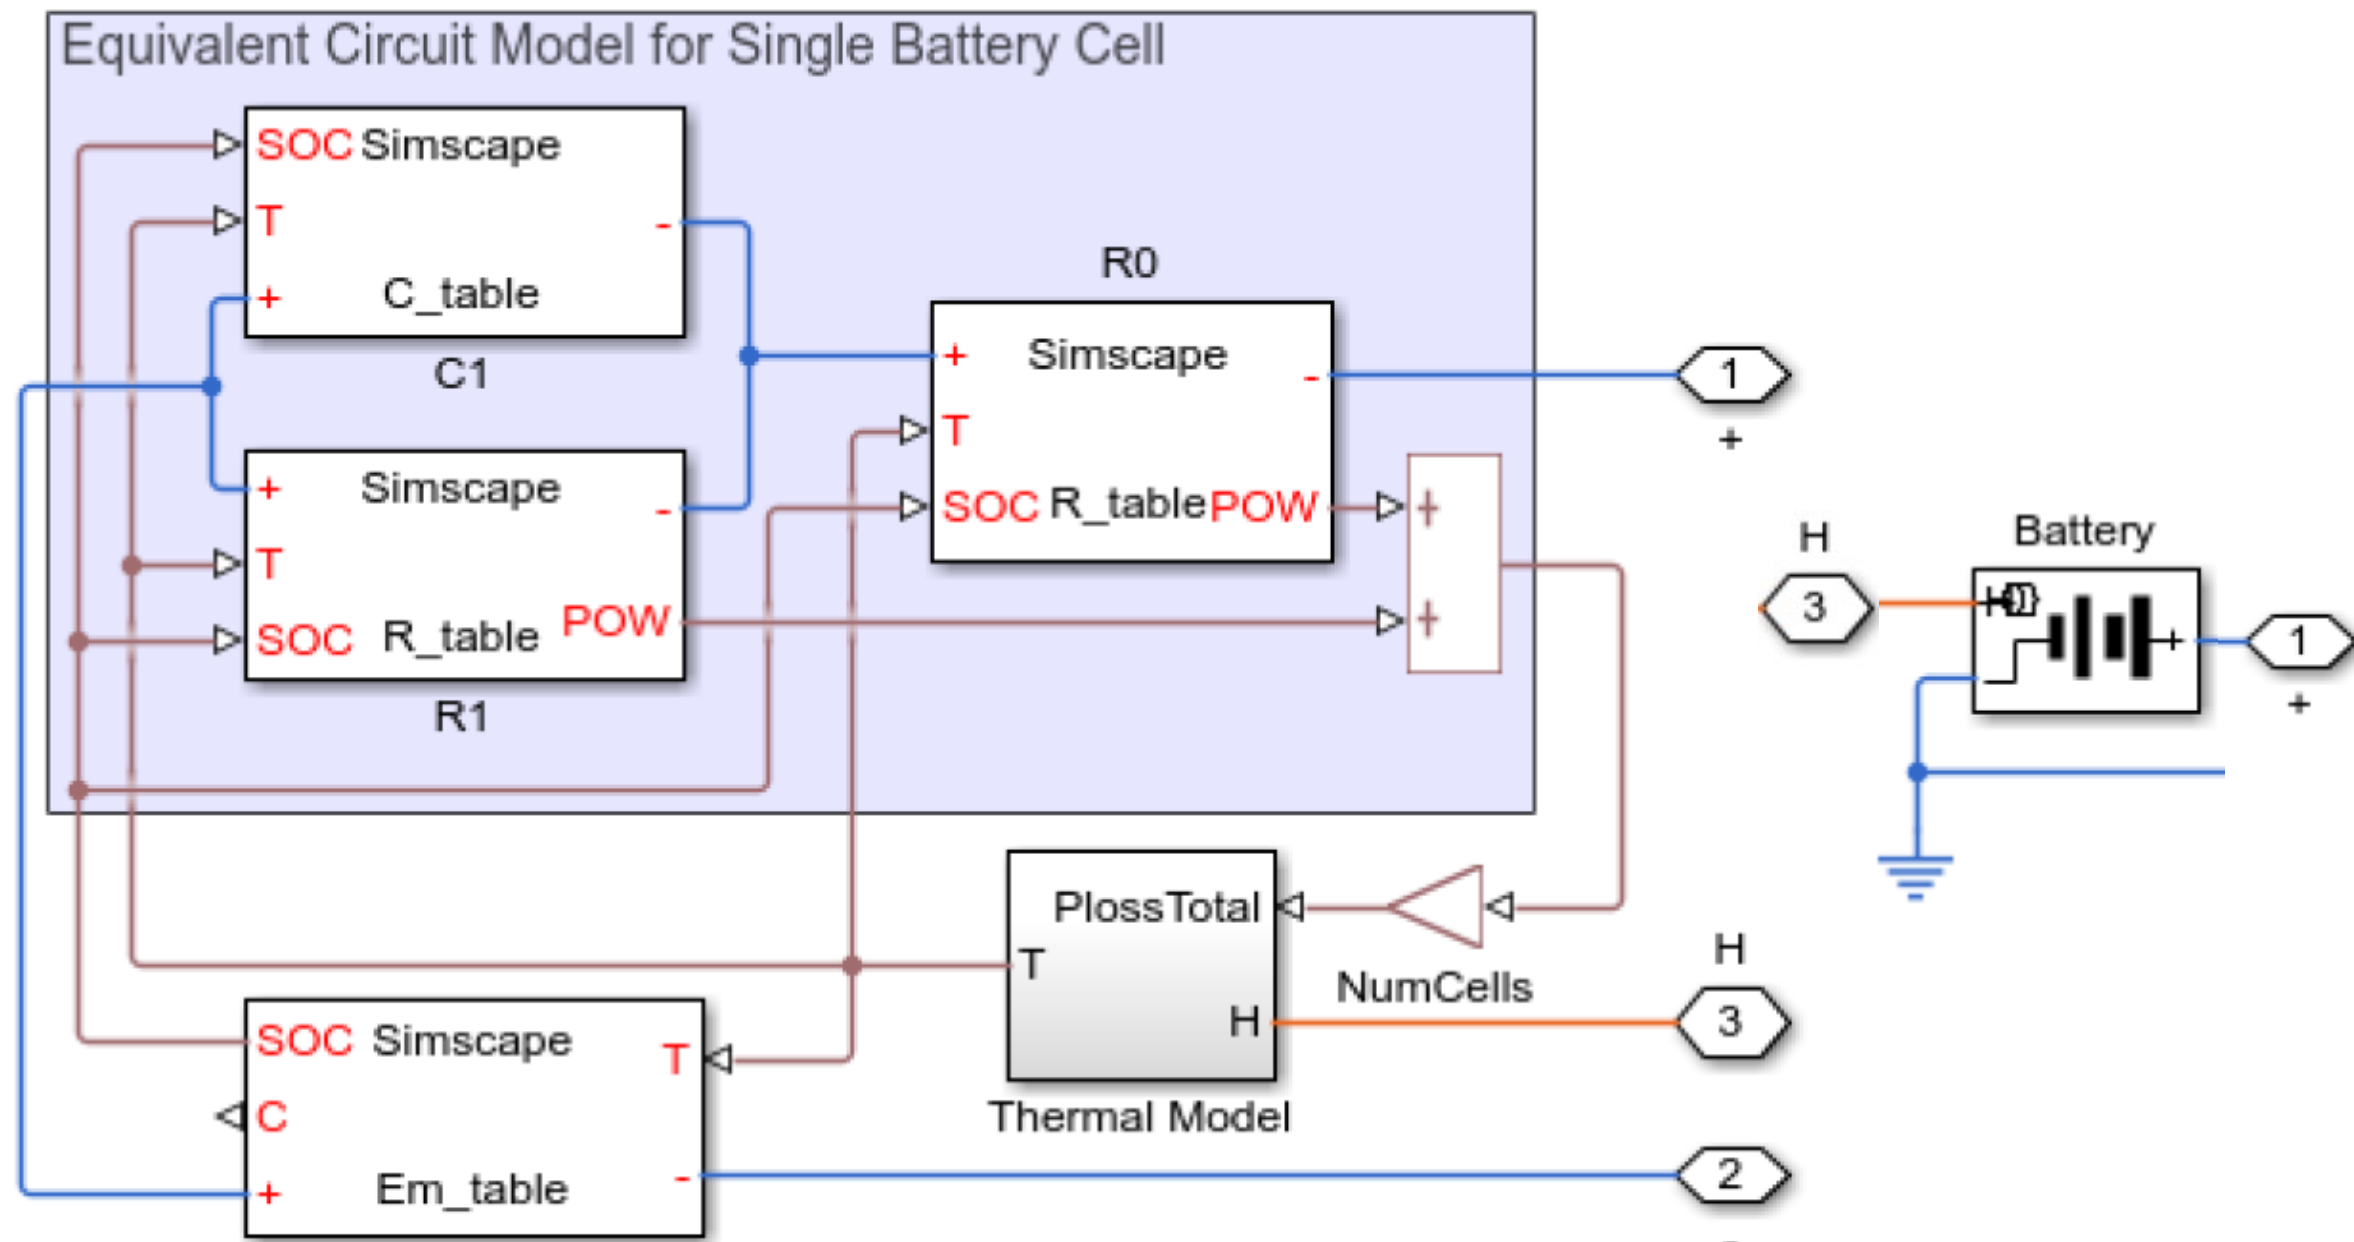 Equivalent Circuit Model for Single Battery Cell
SOC Simscape
T
-
+ C_table
C1
+ Simscape
-
T
SOC R_table POW
R1
R0
+ Simscape
-
T
SOC R_table POW
+
+
1
+
H
3
Battery
H
+
1
+
PlossTotal
T
H
Thermal Model
NumCells
H
3
SOC Simscape
T
C
+ Em_table
-
2